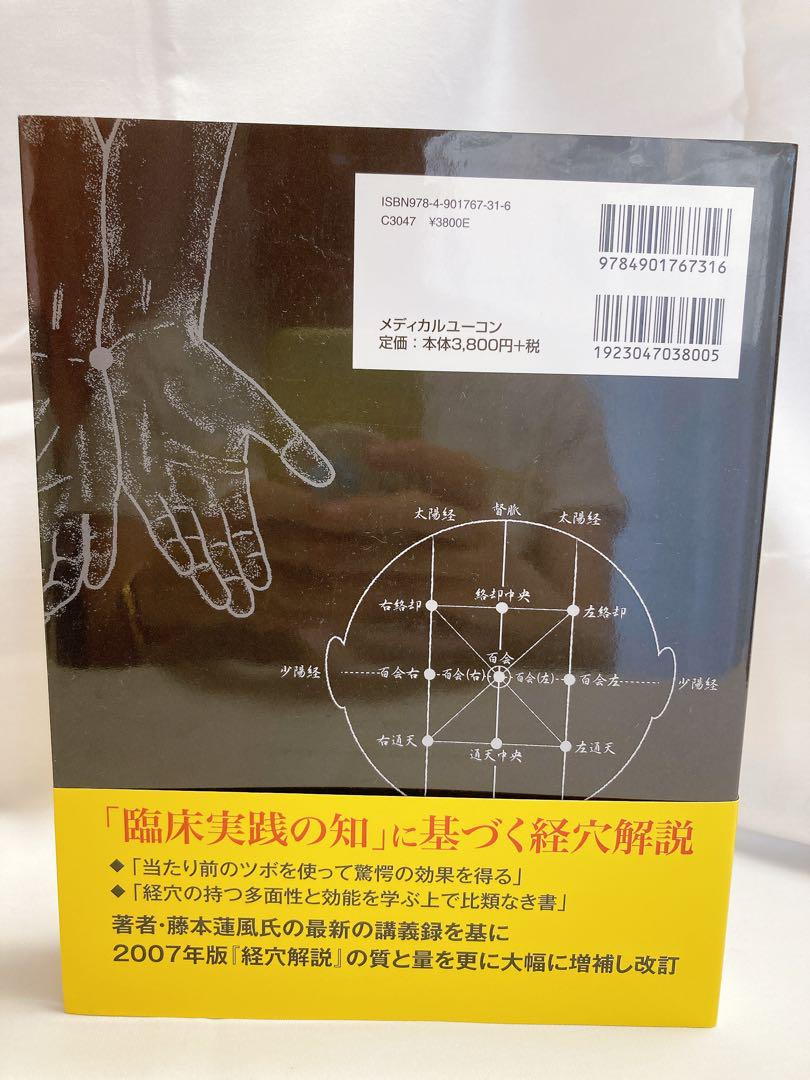 ISBN978-4-901767-31-6
C3047 ¥3800E
9784901767316
メディカルユーコン
定価：本体3,800円+税
1923047038005
太陽経 督脈 太陽経
右絡却 絡却中央 左絡却
百会
少陽経 百会右 百会(右) 百会(左) 百会左 少陽経
右通天 通天中央 左通天
「臨床実践の知」に基づく経穴解説
◆「当たり前のツボを使って驚愕の効果を得る」
◆「経穴の持つ多面性と効能を学ぶ上で比類なき書」
著者・藤本蓮風氏の最新の講義録を基に
2007年版『経穴解説』の質と量を更に大幅に増補し改訂